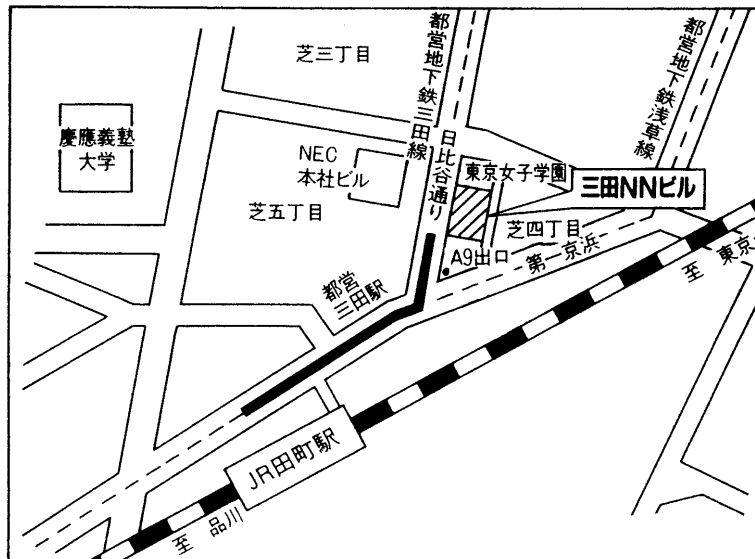 芝三丁目
都営地下鉄三田線
都営地下鉄浅草線
慶應義塾
大学
NEC
本社ビル
日比谷通り
東京女子学園
三田NNビル
芝五丁目
芝四丁目
A9出口
第一京浜
都営
三田駅
至 東京
JR田町駅
至 品川